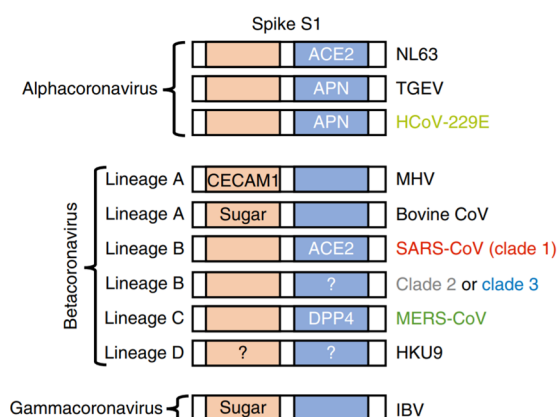 Spike S1
ACE2 NL63
Alphacoronavirus APN TGEV
APN HCoV-229E
Betacoronavirus
Lineage A CECAM1 MHV
Lineage A Sugar Bovine CoV
Lineage B ACE2 SARS-CoV (clade 1)
Lineage B ? Clade 2 or clade 3
Lineage C DPP4 MERS-CoV
Lineage D ? ? HKU9
Gammacoronavirus Sugar IBV